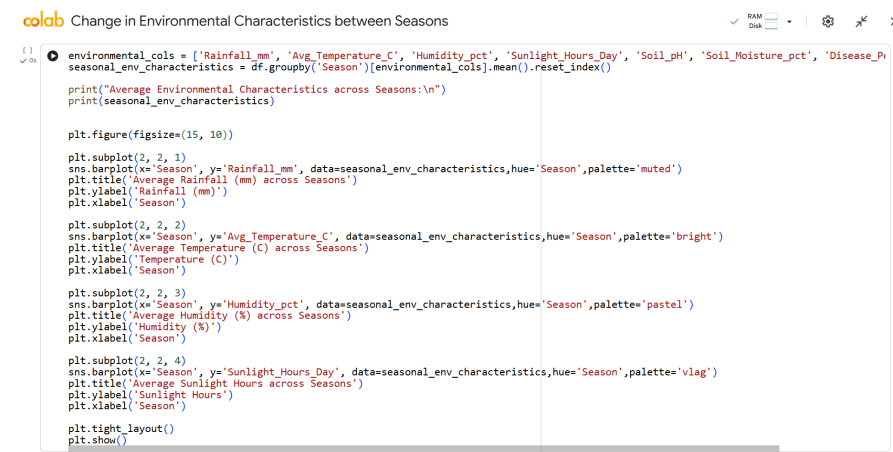 colab Change in Environmental Characteristics between Seasons
RAM
Disk
[ ]
0s
environmental_cols = ['Rainfall_mm', 'Avg_Temperature_C', 'Humidity_pct', 'Sunlight_Hours_Day', 'Soil_pH', 'Soil_Moisture_pct', 'Disease_Pe
seasonal_env_characteristics = df.groupby('Season')[environmental_cols].mean().reset_index()
print("Average Environmental Characteristics across Seasons:\n")
print(seasonal_env_characteristics)
plt.figure(figsize=(15, 10))
plt.subplot(2, 2, 1)
sns.barplot(x='Season', y='Rainfall_mm', data=seasonal_env_characteristics,hue='Season',palette='muted')
plt.title('Average Rainfall (mm) across Seasons')
plt.ylabel('Rainfall (mm)')
plt.xlabel('Season')
plt.subplot(2, 2, 2)
sns.barplot(x='Season', y='Avg_Temperature_C', data=seasonal_env_characteristics,hue='Season',palette='bright')
plt.title('Average Temperature (C) across Seasons')
plt.ylabel('Temperature (C)')
plt.xlabel('Season')
plt.subplot(2, 2, 3)
sns.barplot(x='Season', y='Humidity_pct', data=seasonal_env_characteristics,hue='Season',palette='pastel')
plt.title('Average Humidity (%) across Seasons')
plt.ylabel('Humidity (%)')
plt.xlabel('Season')
plt.subplot(2, 2, 4)
sns.barplot(x='Season', y='Sunlight_Hours_Day', data=seasonal_env_characteristics,hue='Season',palette='vlag')
plt.title('Average Sunlight Hours across Seasons')
plt.ylabel('Sunlight Hours')
plt.xlabel('Season')
plt.tight_layout()
plt.show()